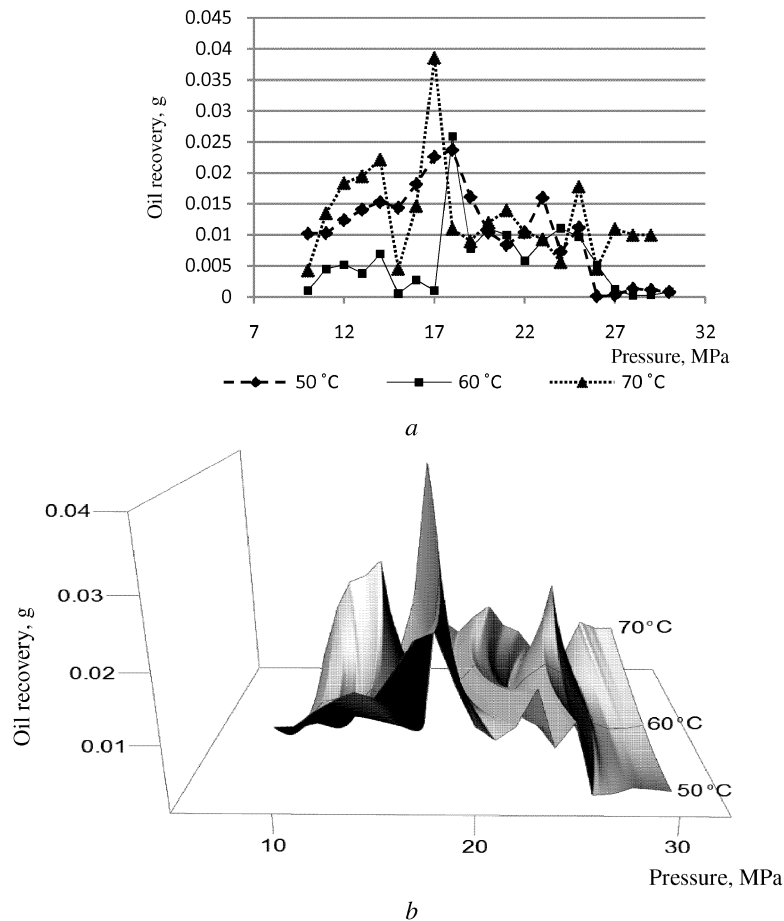 0.045
0.04
0.035
0.03
0.025
0.02
0.015
0.01
0.005
0
Oil recovery, g
7 12 17 22 27 32
Pressure, MPa
50 ˚C 60 ˚C 70 ˚C
a
0.04
0.03
0.02
0.01
Oil recovery, g
70°C
60°C
50°C
10 20 30
Pressure, MPa
b